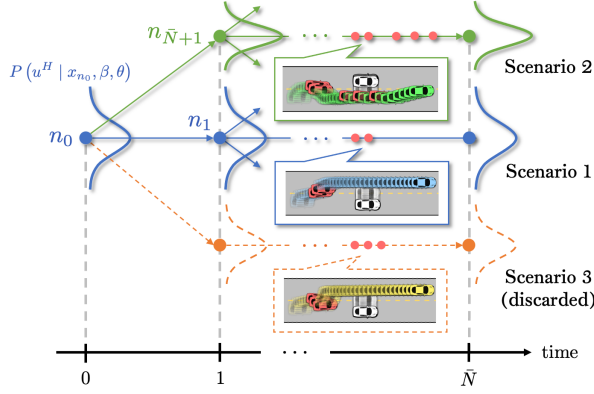 n_{N̄+1}
...
Scenario 2
P(u^H | x_{n_0}, β, θ)
n_0
n_1
...
Scenario 1
...
Scenario 3
(discarded)
...
time
0
1
N̄